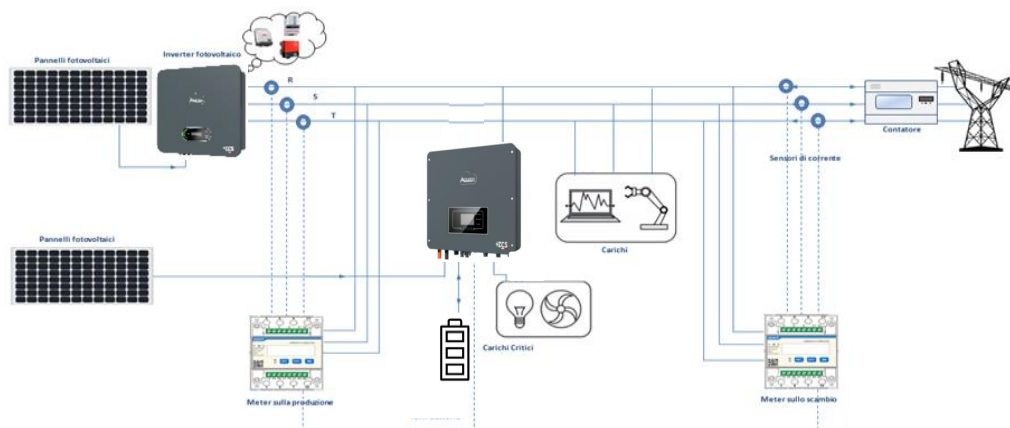 Inverter fotovoltaico
Pannelli fotovoltaici
R
S
T
Contatore
Sensori di corrente
Carichi
Pannelli fotovoltaici
Carichi Critici
Meter sulla produzione
Meter sullo scambio